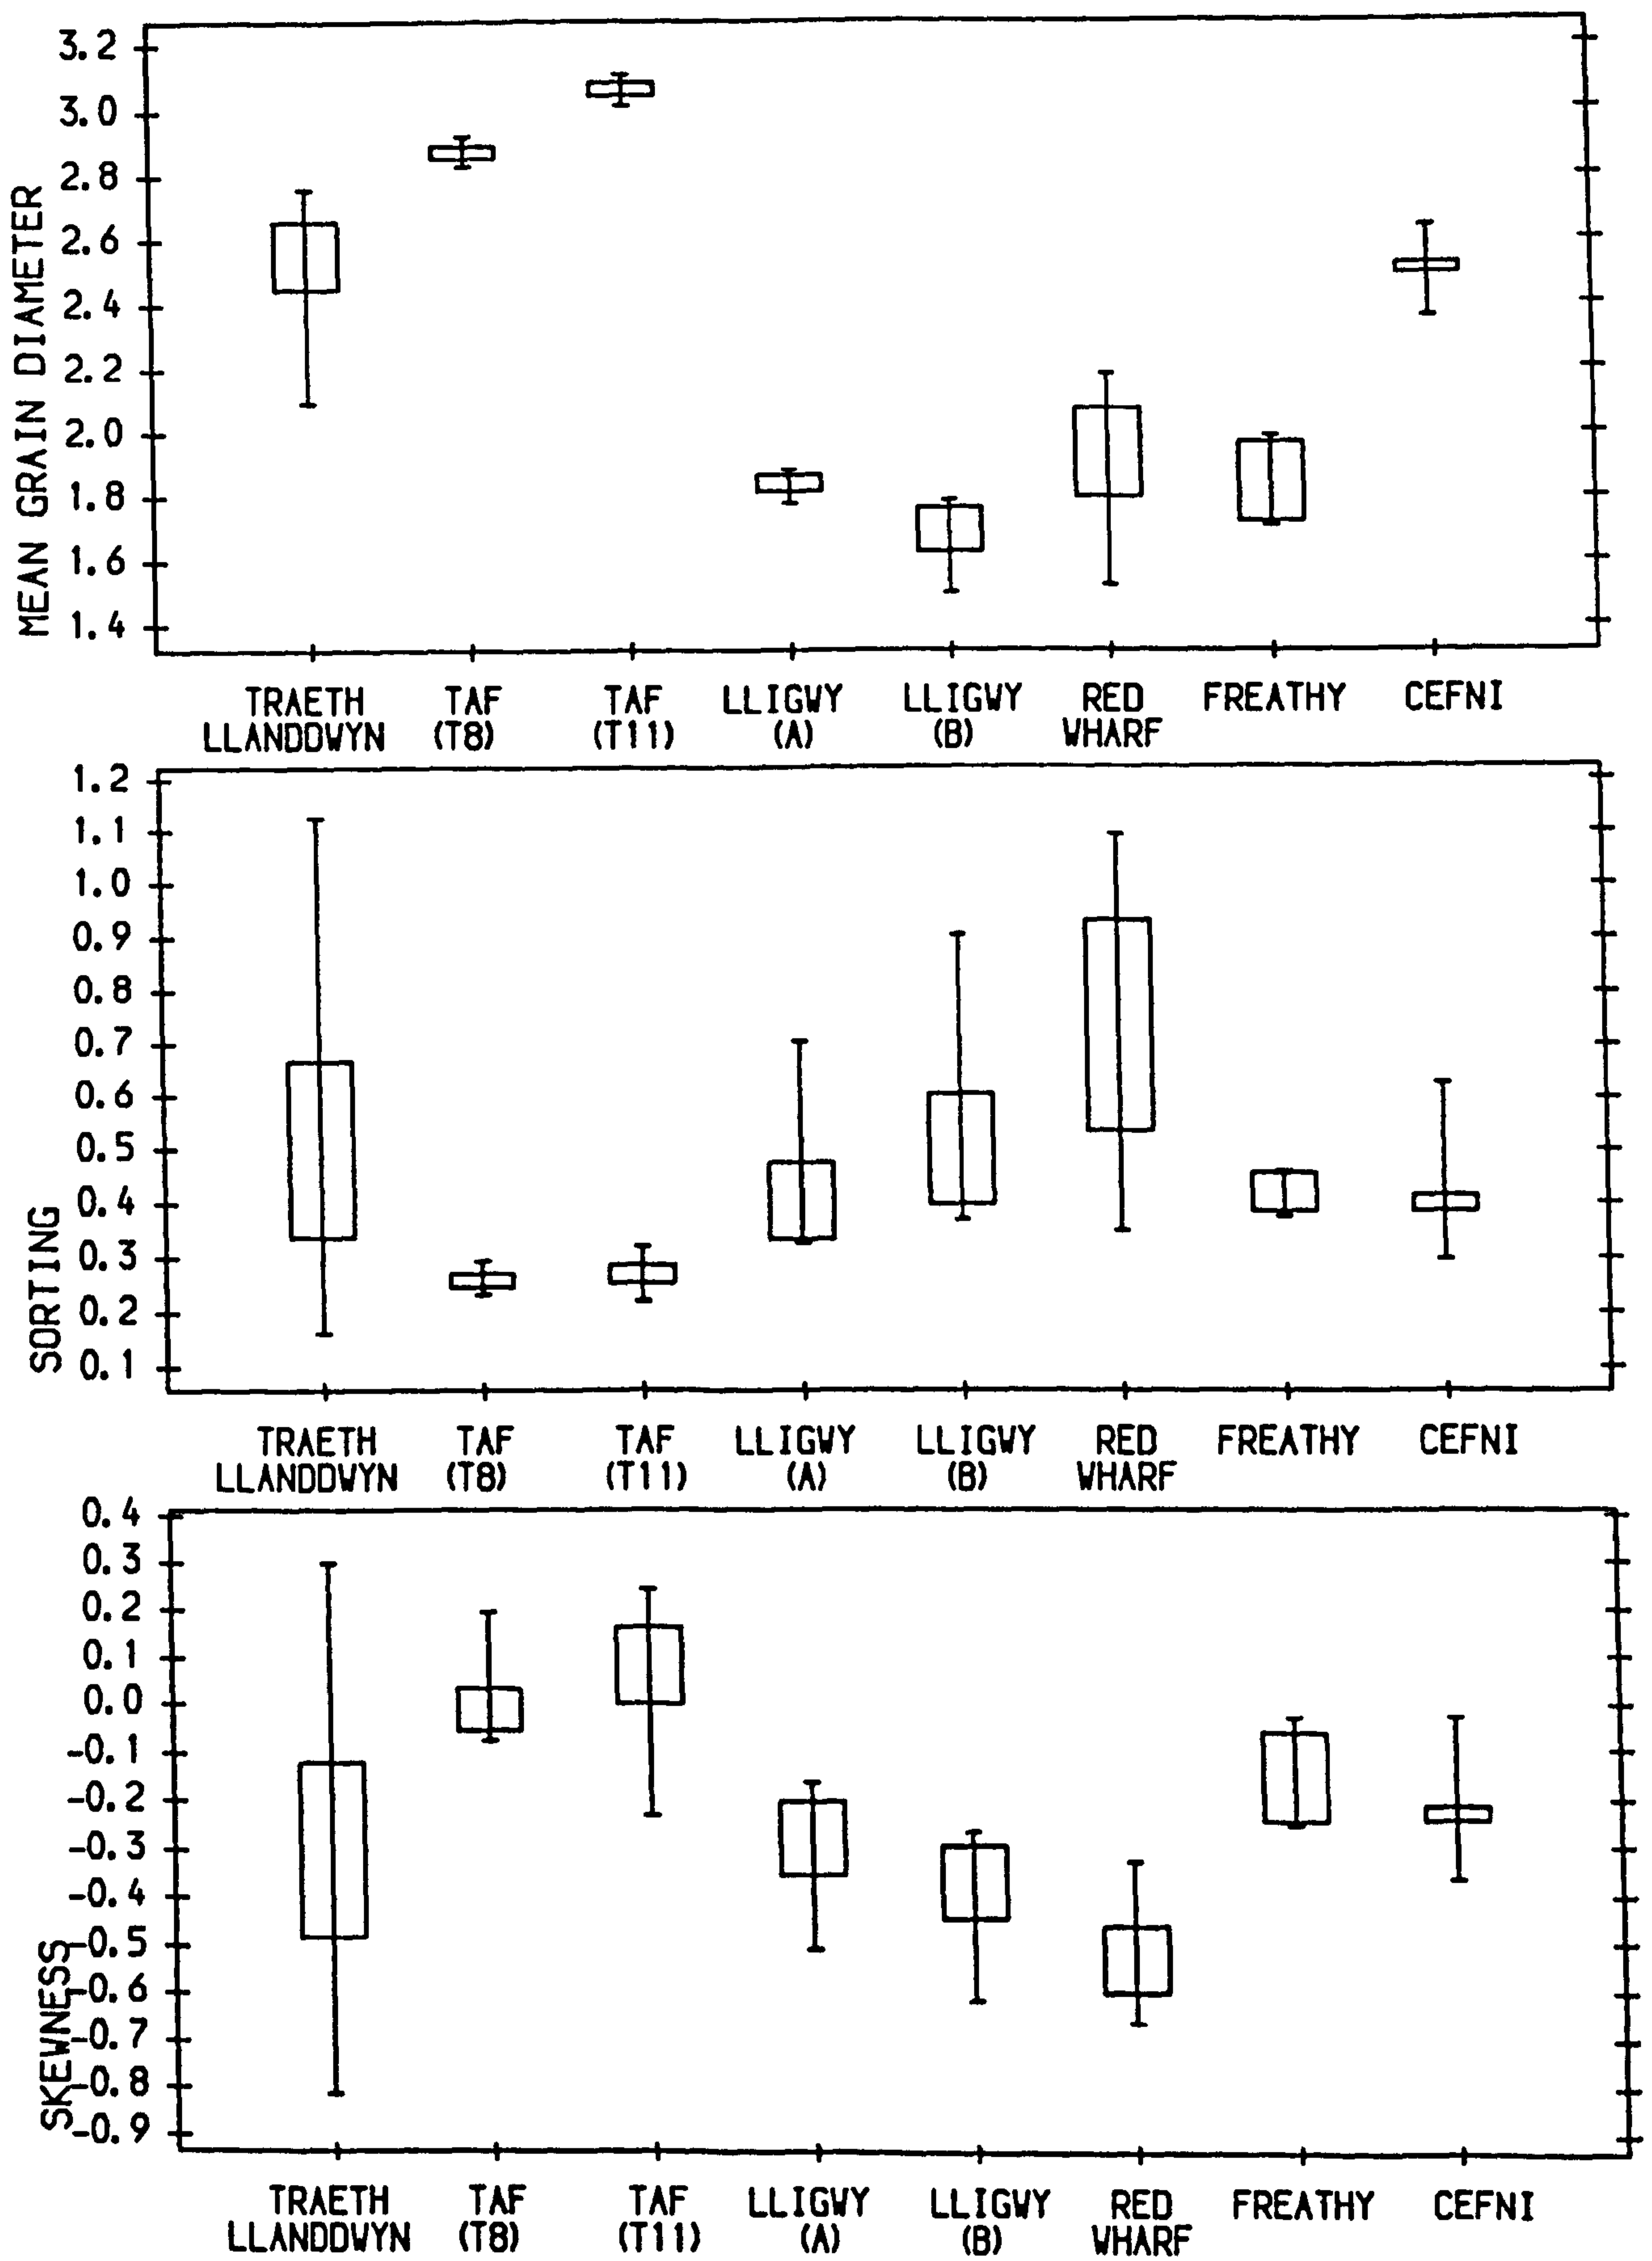 MEAN GRAIN DIAMETER
3.2
3.0
2.8
2.6
2.4
2.2
2.0
1.8
1.6
1.4
TRAETH LLANDDWYN
TAF (T8)
TAF (T11)
LLIGWY (A)
LLIGWY (B)
RED WHARF
FREATHY
CEFNI
SORTING
1.2
1.1
1.0
0.9
0.8
0.7
0.6
0.5
0.4
0.3
0.2
0.1
TRAETH LLANDDWYN
TAF (T8)
TAF (T11)
LLIGWY (A)
LLIGWY (B)
RED WHARF
FREATHY
CEFNI
SKEWNESS
0.4
0.3
0.2
0.1
0.0
-0.1
-0.2
-0.3
-0.4
-0.5
-0.6
-0.7
-0.8
-0.9
TRAETH LLANDDWYN
TAF (T8)
TAF (T11)
LLIGWY (A)
LLIGWY (B)
RED WHARF
FREATHY
CEFNI